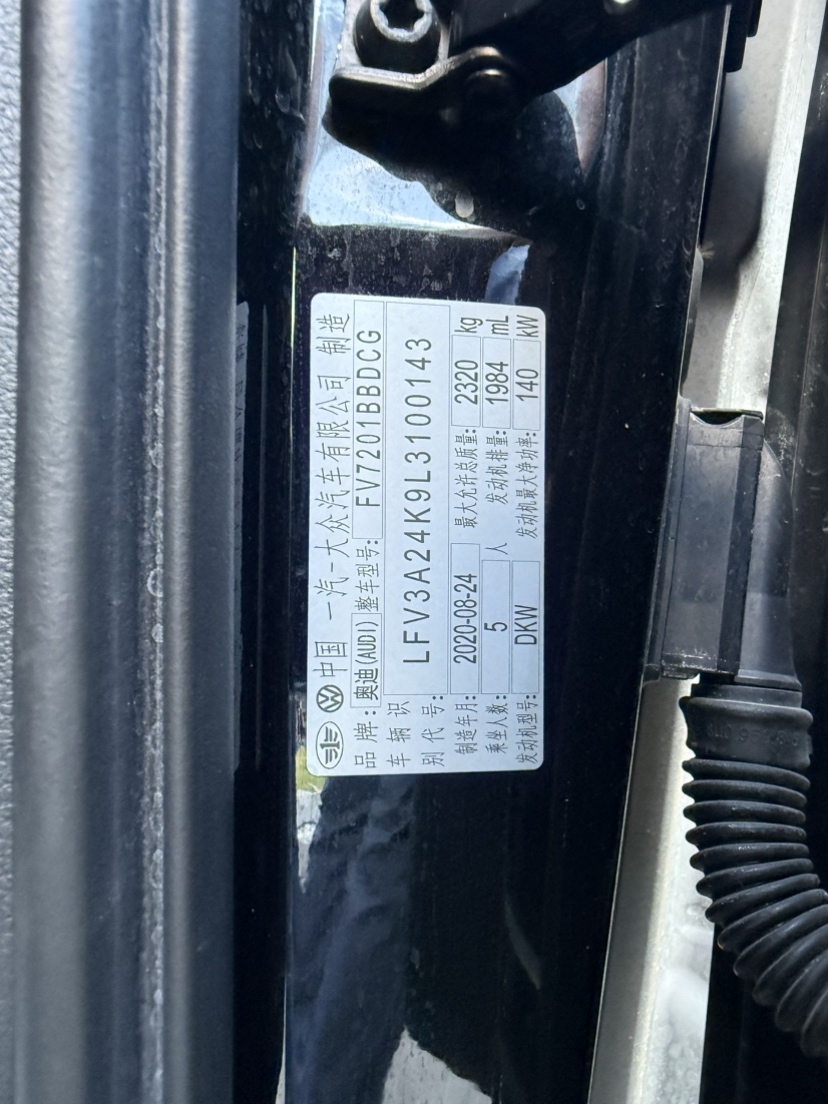 中国 一汽-大众汽车有限公司 制造
品牌: 奥迪(AUDI) 整车型号: FV7201BBDCG
车辆识别代号: LFV3A24K9L3100143
制造年月: 2020-08-24 最大允许总质量: 2320 kg
乘坐人数: 5 人 发动机排量: 1984 mL
发动机型号: DKW 发动机最大净功率: 140 kW